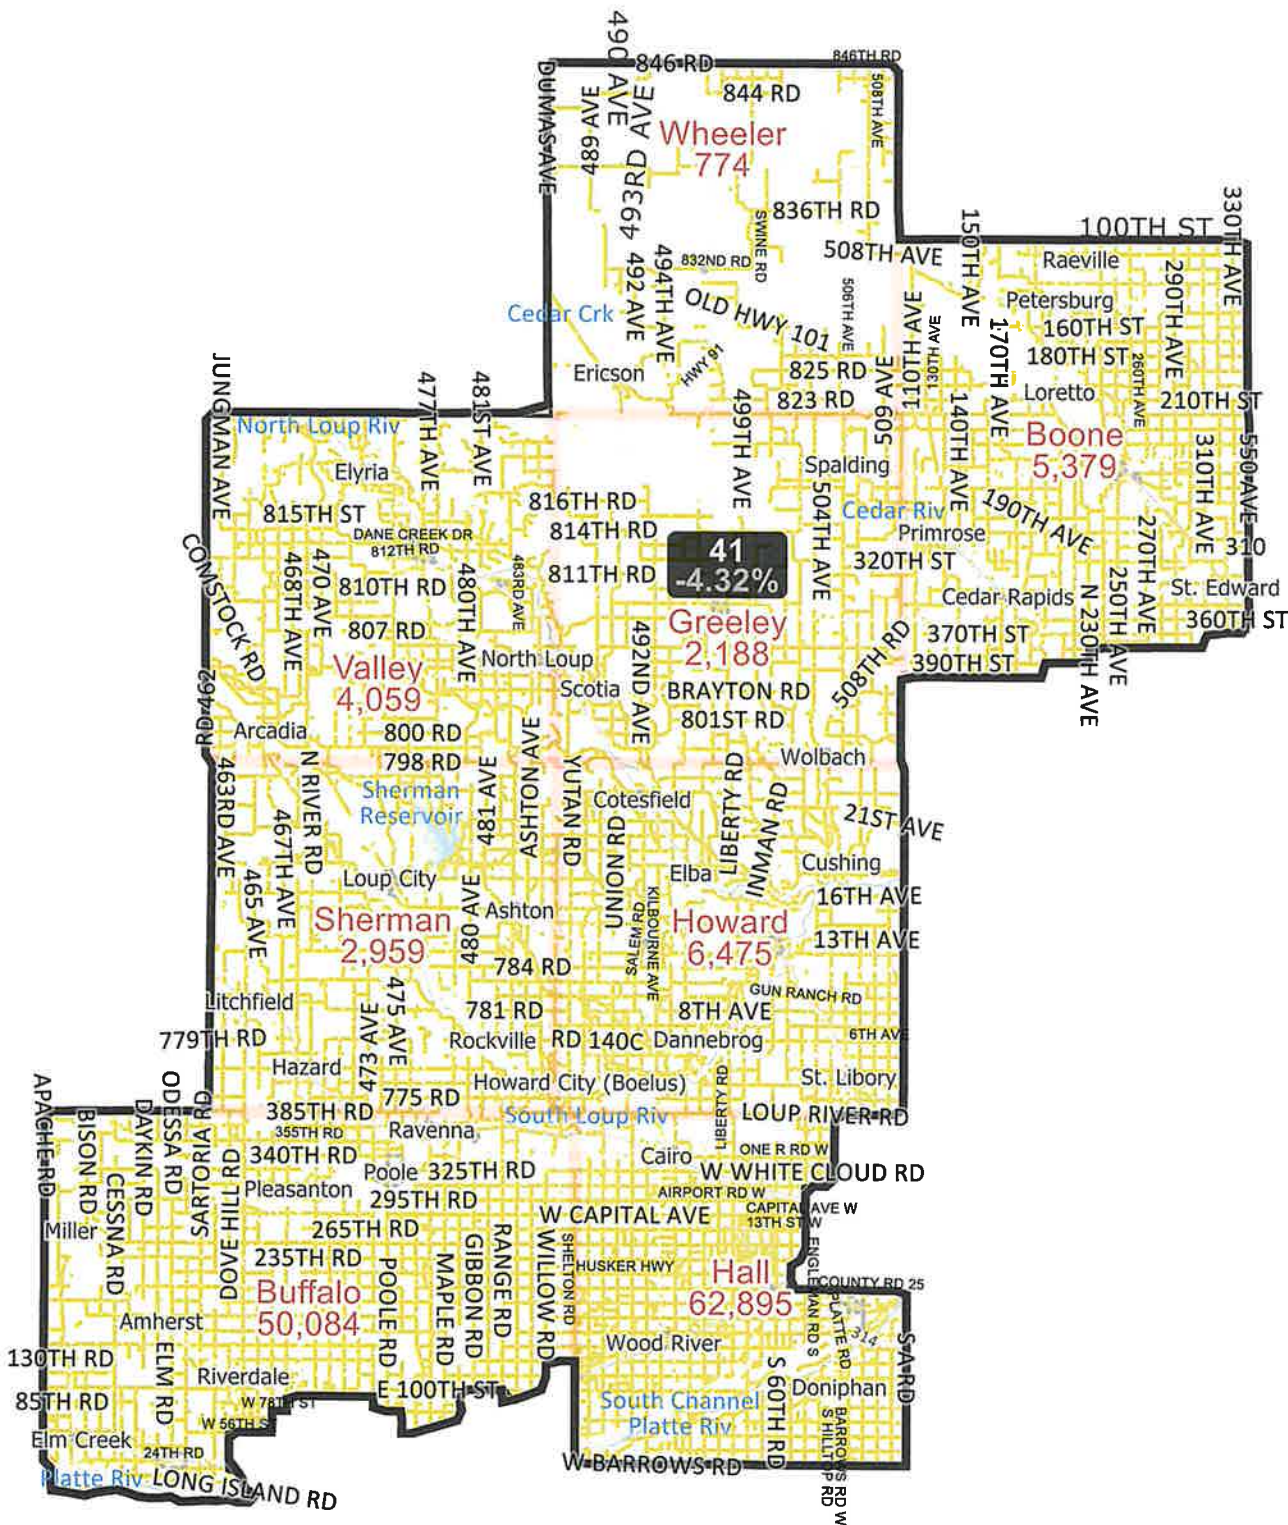 490 AVE
846 RD
846TH RD
DUMAS AVE
489 AVE
493RD AVE
844 RD
508TH AVE
Wheeler
774
836TH RD
SWINE RD
508TH AVE
150TH AVE
100TH ST
330TH AVE
832ND RD
492 AVE
494TH AVE
506TH AVE
Raeville
290TH AVE
Petersburg
Cedar Crk
OLD HWY 101
110TH AVE
130TH AVE
170TH AVE
160TH ST
180TH ST
260TH AVE
Ericson
HWY 91
825 RD
823 RD
509 AVE
140TH AVE
Loretto
210TH ST
JUNGMAN AVE
477TH AVE
481ST AVE
499TH AVE
Boone
5,379
310TH AVE
550 AVE
North Loup Riv
Elyria
Spalding
504TH AVE
Cedar Riv
190TH AVE
816TH RD
815TH ST
814TH RD
DANE CREEK DR
812TH RD
41
-4.32%
Primrose
320TH ST
270TH AVE
310
COMSTOCK RD
468TH AVE
470 AVE
810TH RD
480TH AVE
483RD AVE
811TH RD
Cedar Rapids
N 230TH AVE
250TH AVE
St. Edward
360TH ST
807 RD
Greeley
2,188
492ND AVE
508TH RD
370TH ST
390TH ST
Valley
4,059
North Loup
Scotia
BRAYTON RD
801ST RD
462 RD
Arcadia
800 RD
798 RD
ASHTON AVE
Wolbach
463RD AVE
N RIVER RD
467TH AVE
Sherman
Reservoir
481 AVE
YUTAN RD
Cotesfield
LIBERTY RD
INMAN RD
21ST AVE
UNION RD
465 AVE
Loup City
480 AVE
Elba
Cushing
16TH AVE
Sherman
2,959
Ashton
SALEM RD
KILBOURNE AVE
Howard
6,475
13TH AVE
784 RD
GUN RANCH RD
Litchfield
473 AVE
475 AVE
781 RD
8TH AVE
6TH AVE
779TH RD
Rockville
RD 140C
Dannebrog
Hazard
Howard City (Boelus)
LIBERTY RD
St. Libory
775 RD
385TH RD
South Loup Riv
LOUP RIVER RD
APACHE RD
BISON RD
CESSNA RD
DAYKIN RD
ODESSA RD
SARTORIA RD
DOVE HILL RD
355TH RD
Ravenna
340TH RD
Cairo
ONE R RD W
Poole
325TH RD
W WHITE CLOUD RD
Pleasanton
295TH RD
AIRPORT RD W
W CAPITAL AVE
CAPITAL AVE W
13TH ST W
Miller
265TH RD
235TH RD
POOLE RD
MAPLE RD
GIBBON RD
RANGE RD
WILLOW RD
SHELTON RD
HUSKER HWY
ENGLEMAN RD S
Hall
62,895
COUNTY RD 25
Buffalo
50,084
PLATTE RD
314
Amherst
ELM RD
Wood River
S A RD
130TH RD
Riverdale
E 100TH ST
S 60TH RD
Doniphan
85TH RD
W 78TH ST
W 56TH ST
South Channel
Platte Riv
BARROWS RD W
S HILLTOP RD
Elm Creek
24TH RD
W BARROWS RD
Platte Riv
LONG ISLAND RD